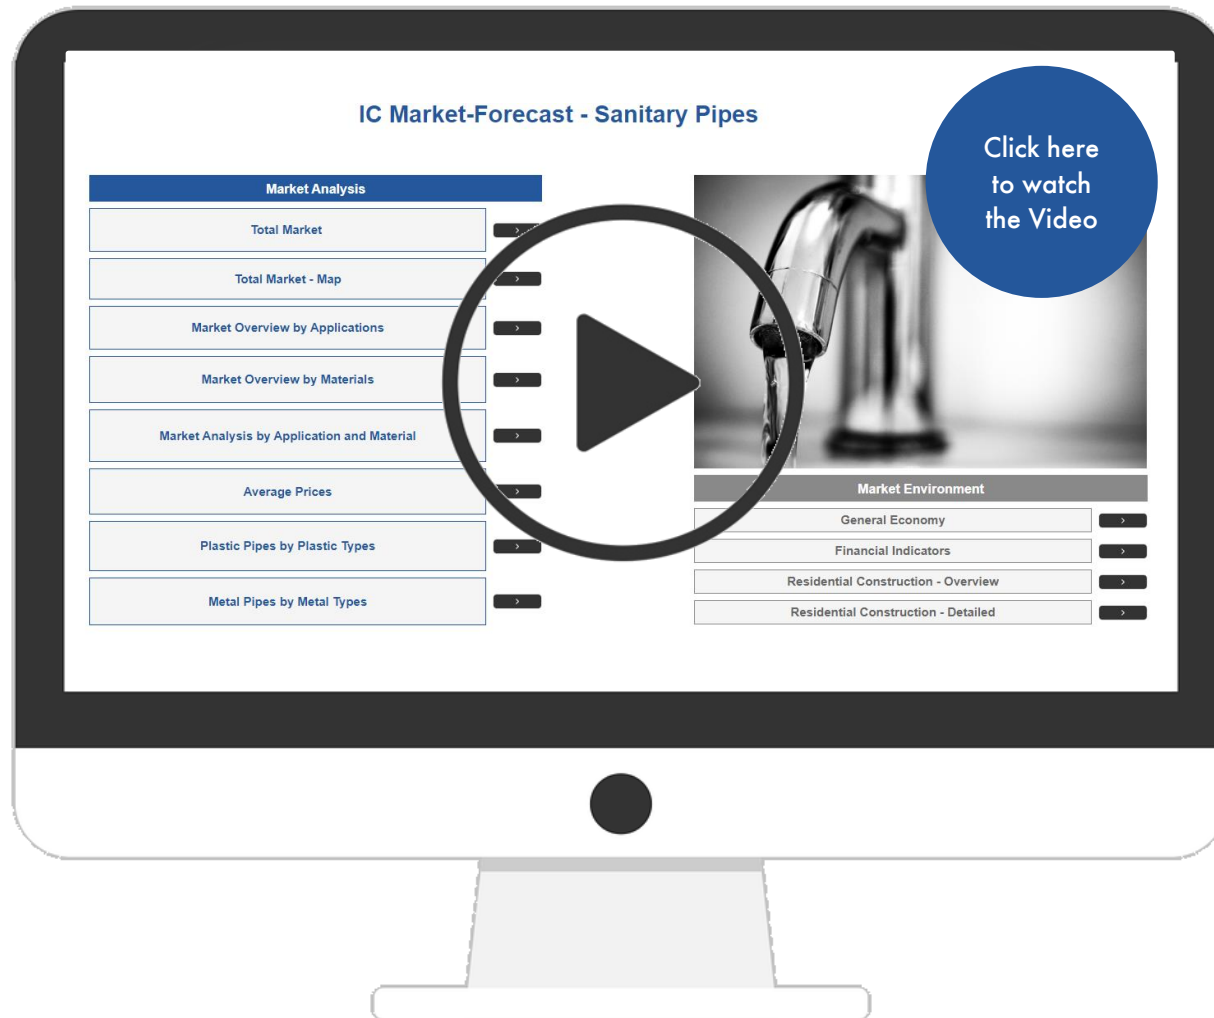 IC Market-Forecast - Sanitary Pipes
Click here
to watch
the Video
Market Analysis
Total Market
Total Market - Map
Market Overview by Applications
Market Overview by Materials
Market Analysis by Application and Material
Average Prices
Plastic Pipes by Plastic Types
Metal Pipes by Metal Types
Market Environment
General Economy
Financial Indicators
Residential Construction - Overview
Residential Construction - Detailed